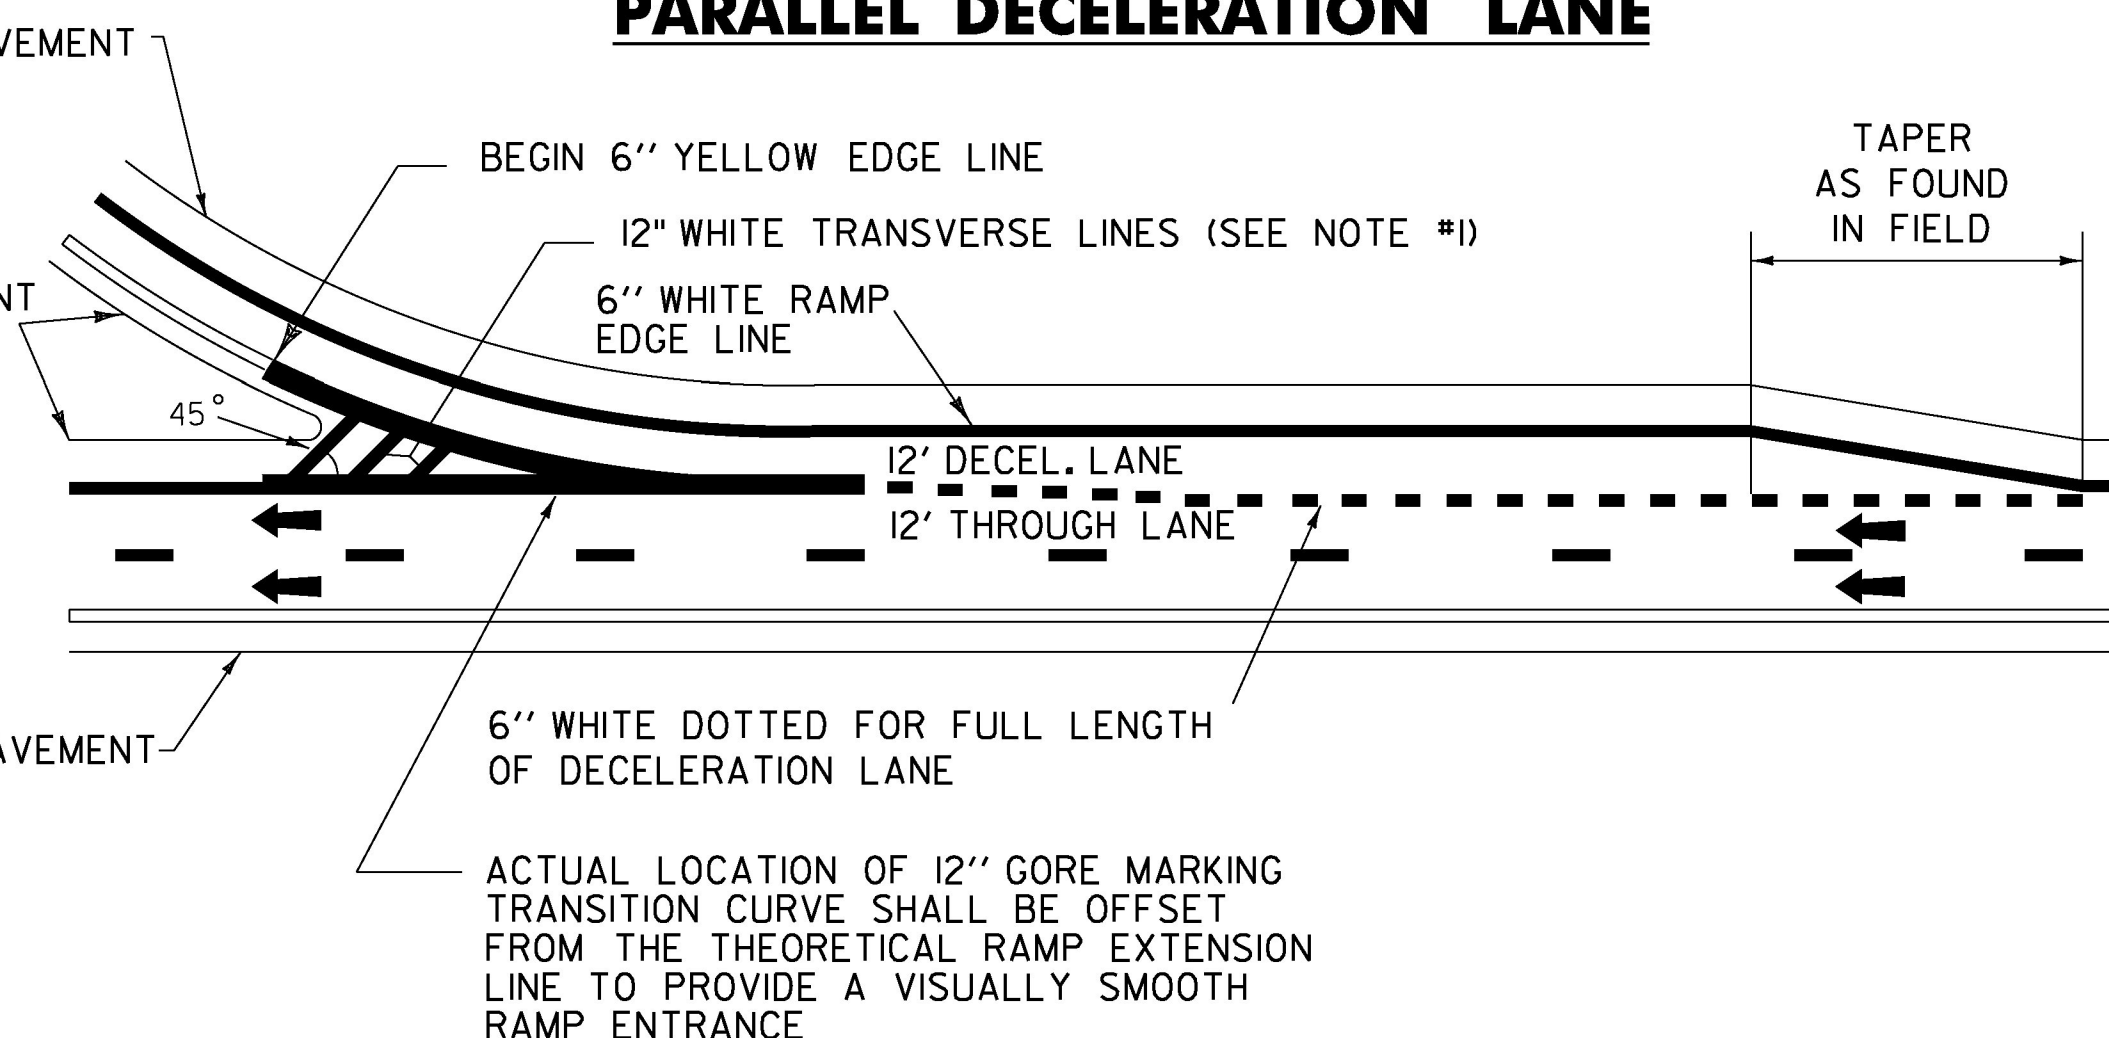 PARALLEL DECELERATION LANE
VEMENT
BEGIN 6'' YELLOW EDGE LINE
12" WHITE TRANSVERSE LINES (SEE NOTE #1)
6'' WHITE RAMP
EDGE LINE
TAPER
AS FOUND
IN FIELD
NT
45°
12' DECEL. LANE
12' THROUGH LANE
6'' WHITE DOTTED FOR FULL LENGTH
OF DECELERATION LANE
AVEMENT
ACTUAL LOCATION OF 12'' GORE MARKING
TRANSITION CURVE SHALL BE OFFSET
FROM THE THEORETICAL RAMP EXTENSION
LINE TO PROVIDE A VISUALLY SMOOTH
RAMP ENTRANCE